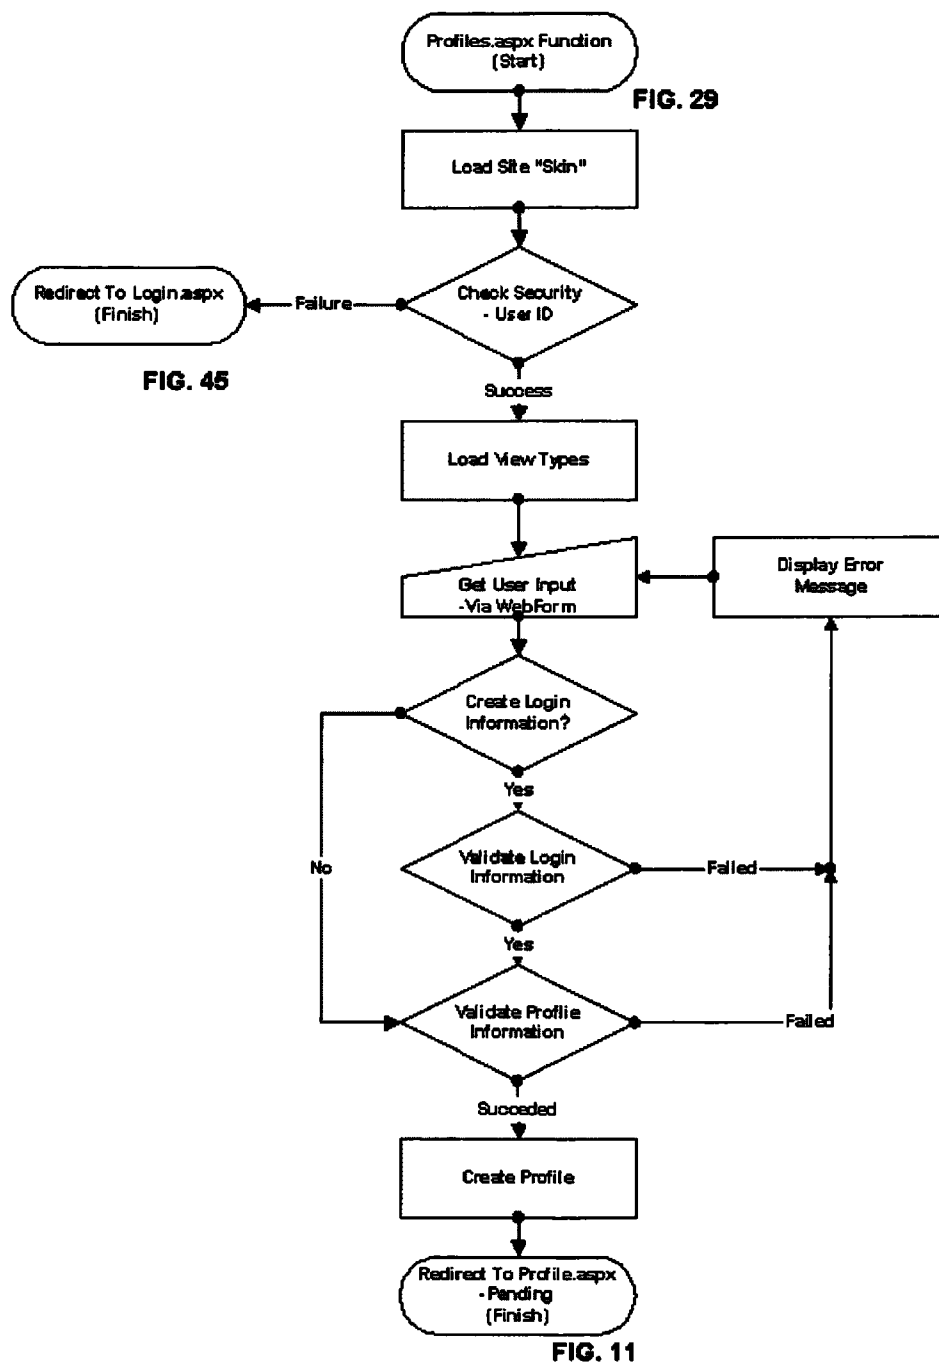 Profiles.aspx Function
(Start)
FIG. 29
Load Site "Skin"
Redirect To Login.aspx
(Finish)
Failure
Check Security
- User ID
FIG. 45
Success
Load View Types
Get User Input
-Via WebForm
Display Error
Message
Create Login
Information?
Yes
No
Validate Login
Information
Failed
Yes
Validate Profile
Information
Failed
Succeded
Create Profile
Redirect To Profile.aspx
- Pending
(Finish)
FIG. 11